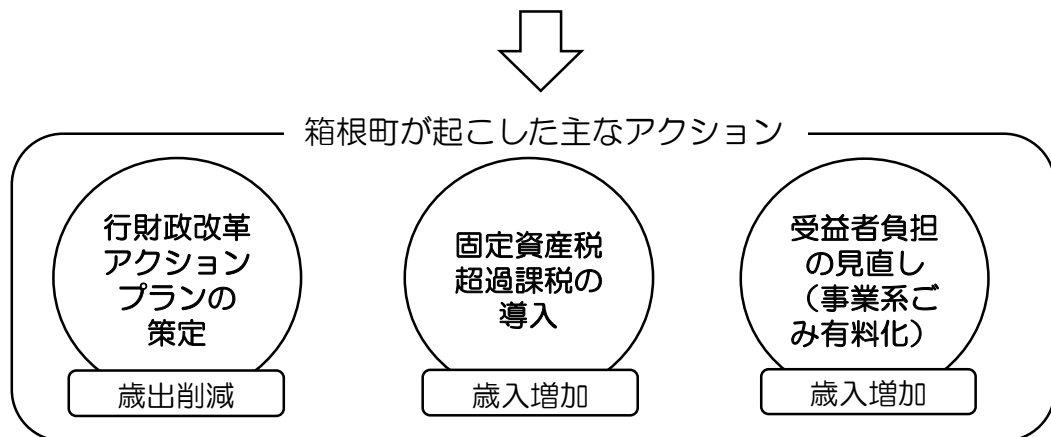 箱根町が起こした主なアクション
行財政改革
アクション
プランの
策定
歳出削減
固定資産税
超過課税の
導入
歳入増加
受益者負担
の見直し
（事業系ご
み有料化）
歳入増加